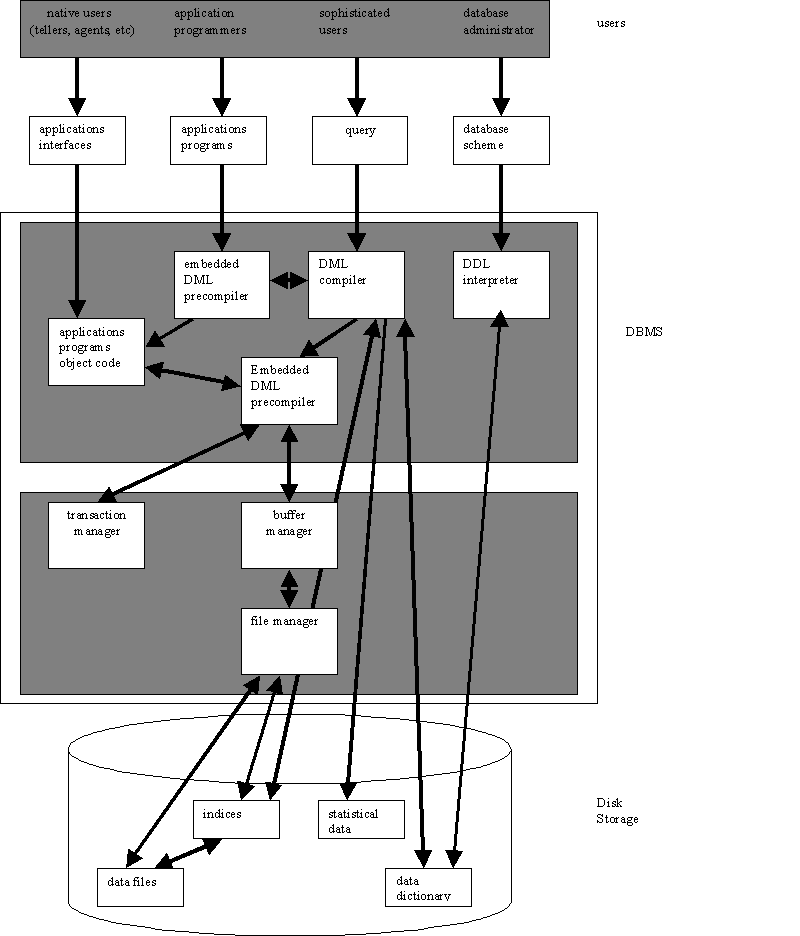 native users
(tellers, agents, etc)
application
programmers
sophisticated
users
database
administrator
users
applications
interfaces
applications
programs
query
database
scheme
embedded
DML
precompiler
DML
compiler
DDL
interpreter
applications
programs
object code
Embedded
DML
precompiler
DBMS
transaction
manager
buffer
manager
file manager
indices
statistical
data
Disk
Storage
data files
data
dictionary